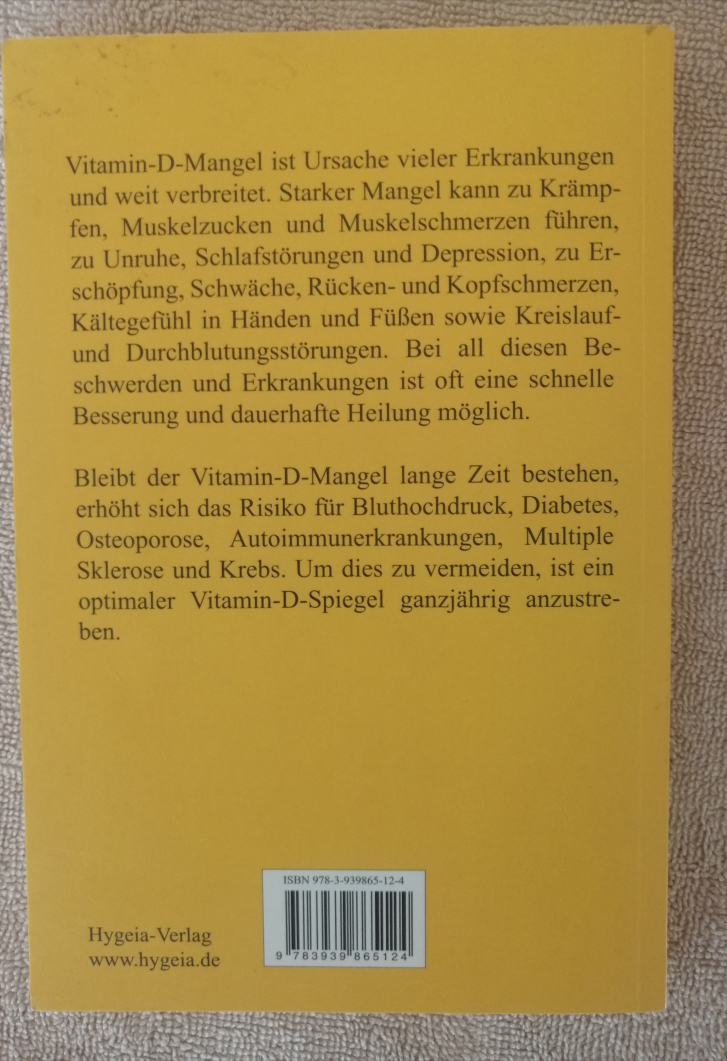 Vitamin-D-Mangel ist Ursache vieler Erkrankungen
und weit verbreitet. Starker Mangel kann zu Krämp-
fen, Muskelzucken und Muskelschmerzen führen,
zu Unruhe, Schlafstörungen und Depression, zu Er-
schöpfung, Schwäche, Rücken- und Kopfschmerzen,
Kältegefühl in Händen und Füßen sowie Kreislauf-
und Durchblutungsstörungen. Bei all diesen Be-
schwerden und Erkrankungen ist oft eine schnelle
Besserung und dauerhafte Heilung möglich.
Bleibt der Vitamin-D-Mangel lange Zeit bestehen,
erhöht sich das Risiko für Bluthochdruck, Diabetes,
Osteoporose, Autoimmunerkrankungen, Multiple
Sklerose und Krebs. Um dies zu vermeiden, ist ein
optimaler Vitamin-D-Spiegel ganzjährig anzustre-
ben.
ISBN 978-3-939865-12-4
9 783939 865124
Hygeia-Verlag
www.hygeia.de